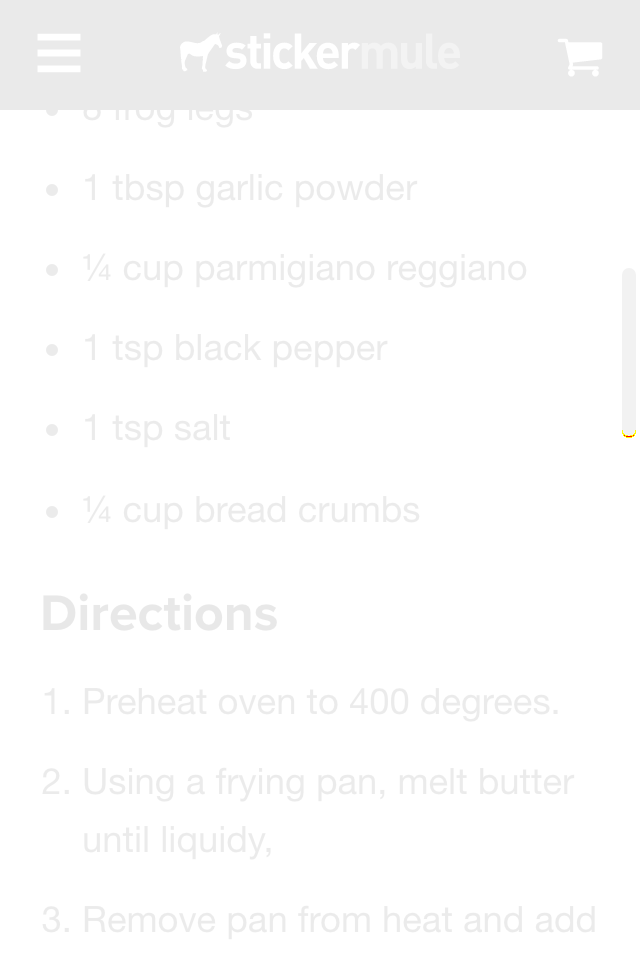 stickermule
8 frog legs
• 1 tbsp garlic powder
• ¼ cup parmigiano reggiano
• 1 tsp black pepper
• 1 tsp salt
• ¼ cup bread crumbs
Directions
1. Preheat oven to 400 degrees.
2. Using a frying pan, melt butter
until liquidy,
3. Remove pan from heat and add